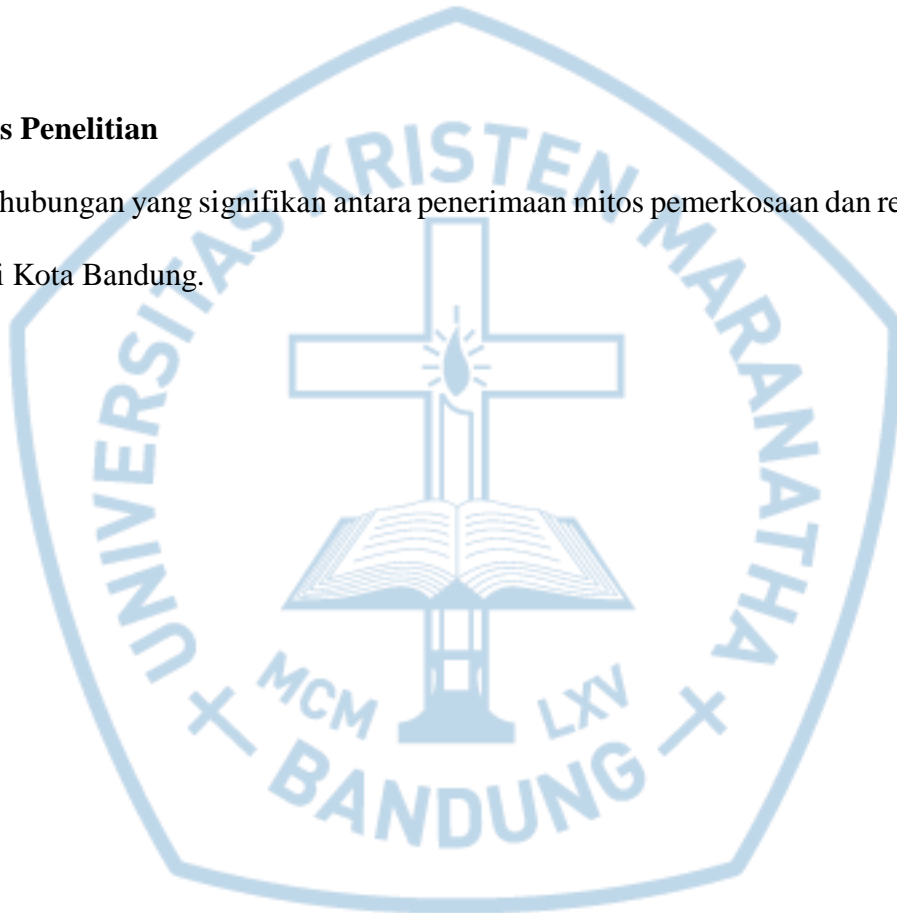 s Penelitian
hubungan yang signifikan antara penerimaan mitos pemerkosaan dan re
i Kota Bandung.
UNIVERSITAS KRISTEN MARANATHA
MCM LXV
+ BANDUNG +